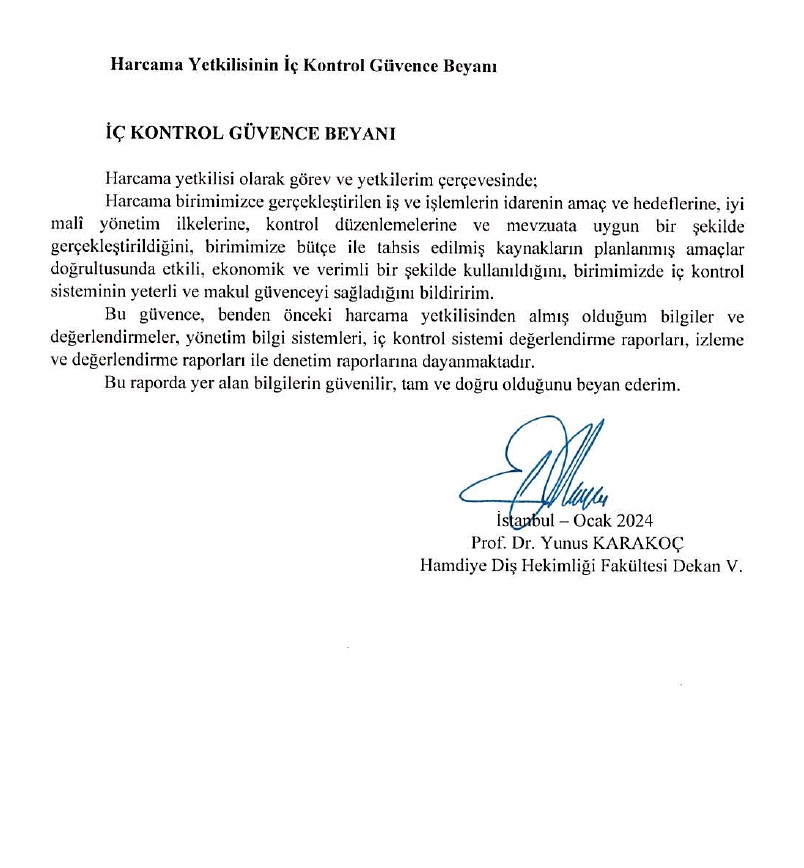 Harcama Yetkilisinin İç Kontrol Güvence Beyanı
İÇ KONTROL GÜVENCE BEYANI
Harcama yetkilisi olarak görev ve yetkilerim çerçevesinde;
Harcama birimimizce gerçekleştirilen iş ve işlemlerin idarenin amaç ve hedeflerine, iyi
malî yönetim ilkelerine, kontrol düzenlemelerine ve mevzuata uygun bir şekilde
gerçekleştirildiğini, birimimize bütçe ile tahsis edilmiş kaynakların planlanmış amaçlar
doğrultusunda etkili, ekonomik ve verimli bir şekilde kullanıldığını, birimimizde iç kontrol
sisteminin yeterli ve makul güvenceyi sağladığını bildiririm.
Bu güvence, benden önceki harcama yetkilisinden almış olduğum bilgiler ve
değerlendirmeler, yönetim bilgi sistemleri, iç kontrol sistemi değerlendirme raporları, izleme
ve değerlendirme raporları ile denetim raporlarına dayanmaktadır.
Bu raporda yer alan bilgilerin güvenilir, tam ve doğru olduğunu beyan ederim.
İstanbul – Ocak 2024
Prof. Dr. Yunus KARAKOÇ
Hamdiye Diş Hekimliği Fakültesi Dekan V.